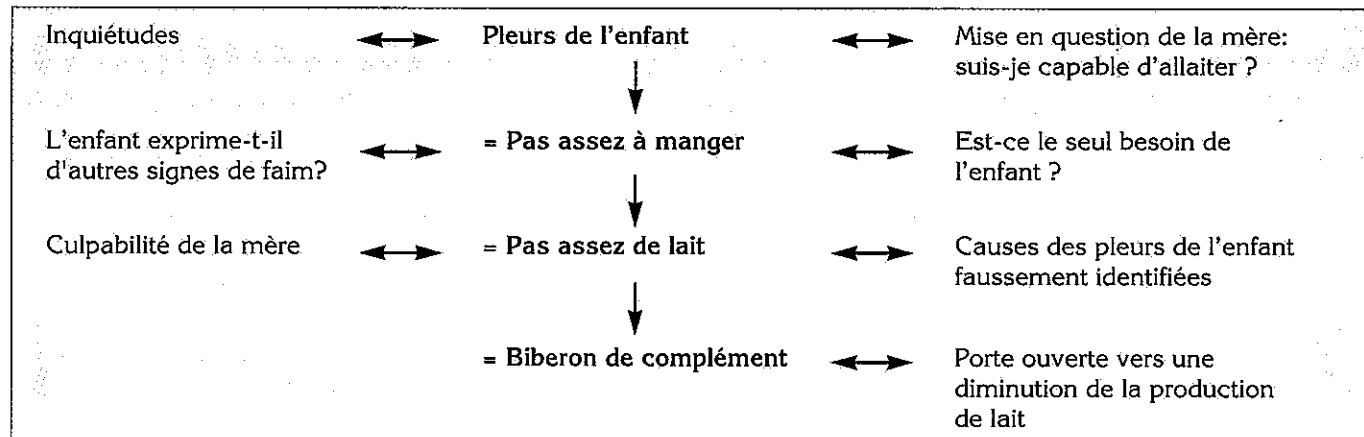 Inquiétudes
Pleurs de l'enfant
Mise en question de la mère:
suis-je capable d'allaiter ?
L'enfant exprime-t-il
d'autres signes de faim?
= Pas assez à manger
Est-ce le seul besoin de
l'enfant ?
Culpabilité de la mère
= Pas assez de lait
Causes des pleurs de l'enfant
faussement identifiées
= Biberon de complément
Porte ouverte vers une
diminution de la production
de lait